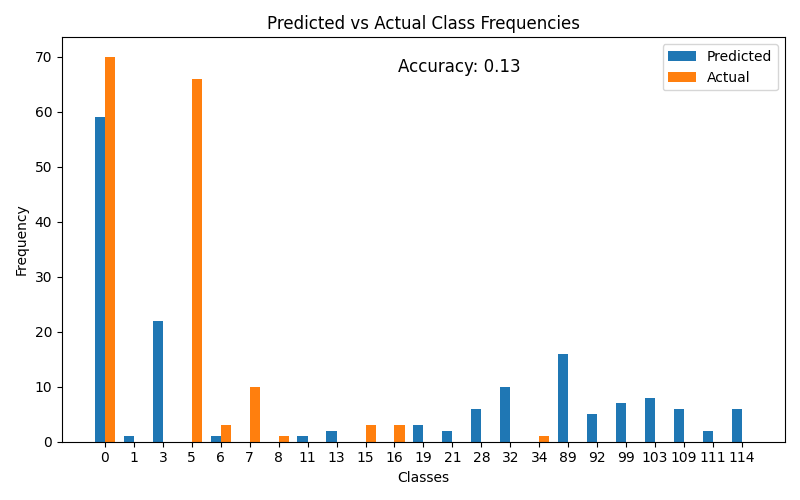 Predicted vs Actual Class Frequencies
Accuracy: 0.13
Predicted
Actual
70
60
50
40
30
20
10
0
Frequency
0 1 3 5 6 7 8 11 13 15 16 19 21 28 32 34 89 92 99 103 109 111 114
Classes